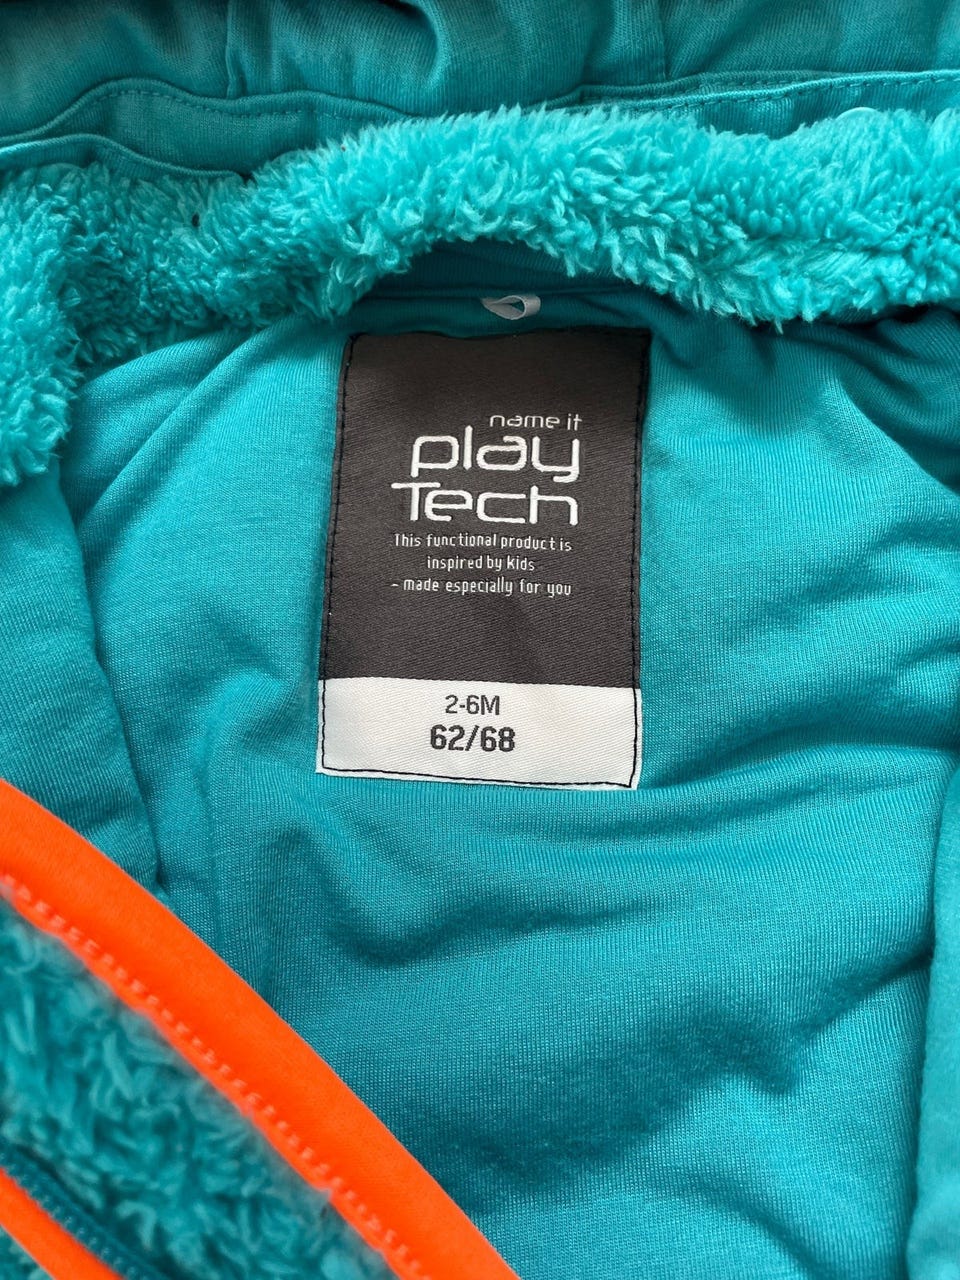 name it
play
Tech
This functional product is
inspired by kids
- made especially for you
2-6M
62/68